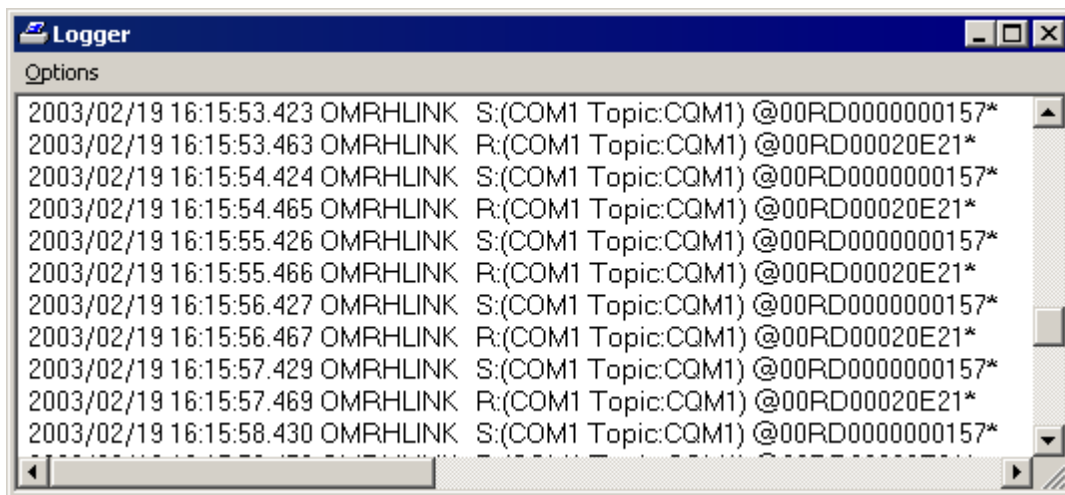 Logger
Options
2003/02/19 16:15:53.423 OMRHLINK S:(COM1 Topic:CQM1) @00RD0000000157*
2003/02/19 16:15:53.463 OMRHLINK R:(COM1 Topic:CQM1) @00RD00020E21*
2003/02/19 16:15:54.424 OMRHLINK S:(COM1 Topic:CQM1) @00RD0000000157*
2003/02/19 16:15:54.465 OMRHLINK R:(COM1 Topic:CQM1) @00RD00020E21*
2003/02/19 16:15:55.426 OMRHLINK S:(COM1 Topic:CQM1) @00RD0000000157*
2003/02/19 16:15:55.466 OMRHLINK R:(COM1 Topic:CQM1) @00RD00020E21*
2003/02/19 16:15:56.427 OMRHLINK S:(COM1 Topic:CQM1) @00RD0000000157*
2003/02/19 16:15:56.467 OMRHLINK R:(COM1 Topic:CQM1) @00RD00020E21*
2003/02/19 16:15:57.429 OMRHLINK S:(COM1 Topic:CQM1) @00RD0000000157*
2003/02/19 16:15:57.469 OMRHLINK R:(COM1 Topic:CQM1) @00RD00020E21*
2003/02/19 16:15:58.430 OMRHLINK S:(COM1 Topic:CQM1) @00RD0000000157*